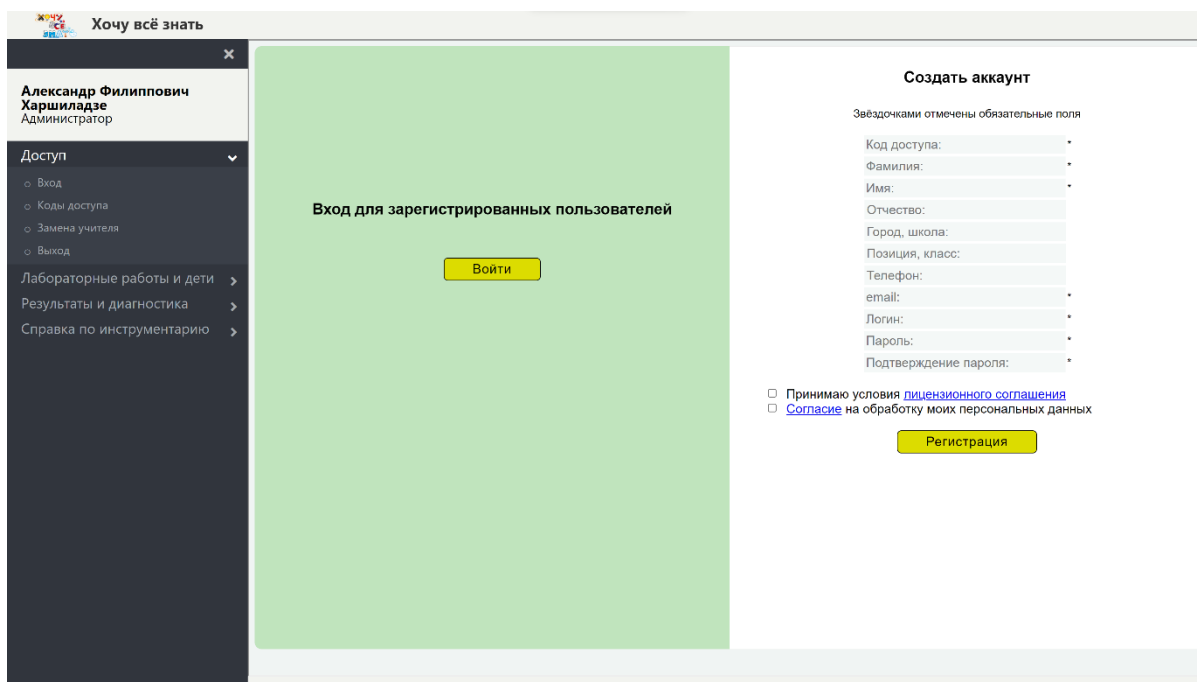 ХОЧУ
ВСЁ
ЗНАТЬ
Хочу всё знать
×
Александр Филиппович
Харшиладзе
Администратор
Доступ
Вход
Коды доступа
Замена учителя
Выход
Лабораторные работы и дети
Результаты и диагностика
Справка по инструментарию
Вход для зарегистрированных пользователей
Войти
Создать аккаунт
Звёздочками отмечены обязательные поля
Код доступа: *
Фамилия: *
Имя: *
Отчество:
Город, школа:
Позиция, класс:
Телефон:
email: *
Логин: *
Пароль: *
Подтверждение пароля: *
Принимаю условия лицензионного соглашения
Согласие на обработку моих персональных данных
Регистрация